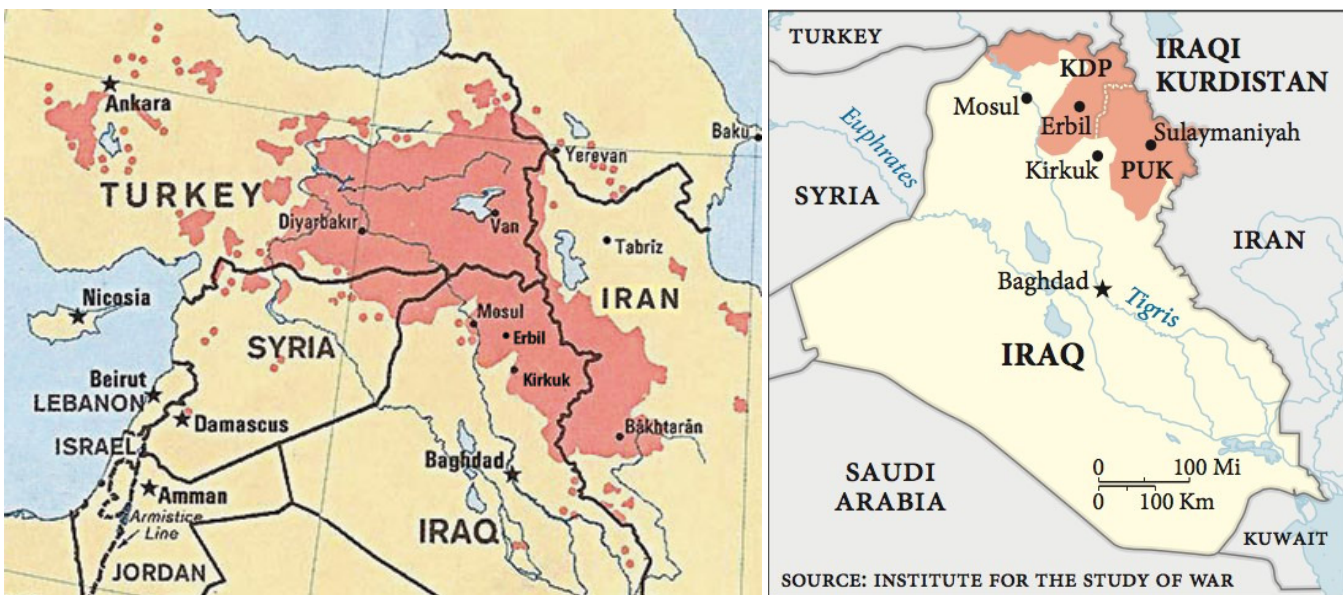 Ankara
TURKEY
Diyarbakır
Van
Yerevan
Baku
Tabrīz
Nicosia
SYRIA
Mosul
Erbil
Kirkuk
IRAN
Beirut
LEBANON
Damascus
ISRAEL
Bākhtarān
Baghdad
Amman
Armistice
Line
IRAQ
JORDAN
TURKEY
KDP
IRAQI
KURDISTAN
Mosul
Erbil
Sulaymaniyah
Euphrates
Kirkuk
PUK
SYRIA
IRAN
Baghdad
Tigris
IRAQ
SAUDI
ARABIA
0 100 Mi
0 100 Km
KUWAIT
SOURCE: INSTITUTE FOR THE STUDY OF WAR